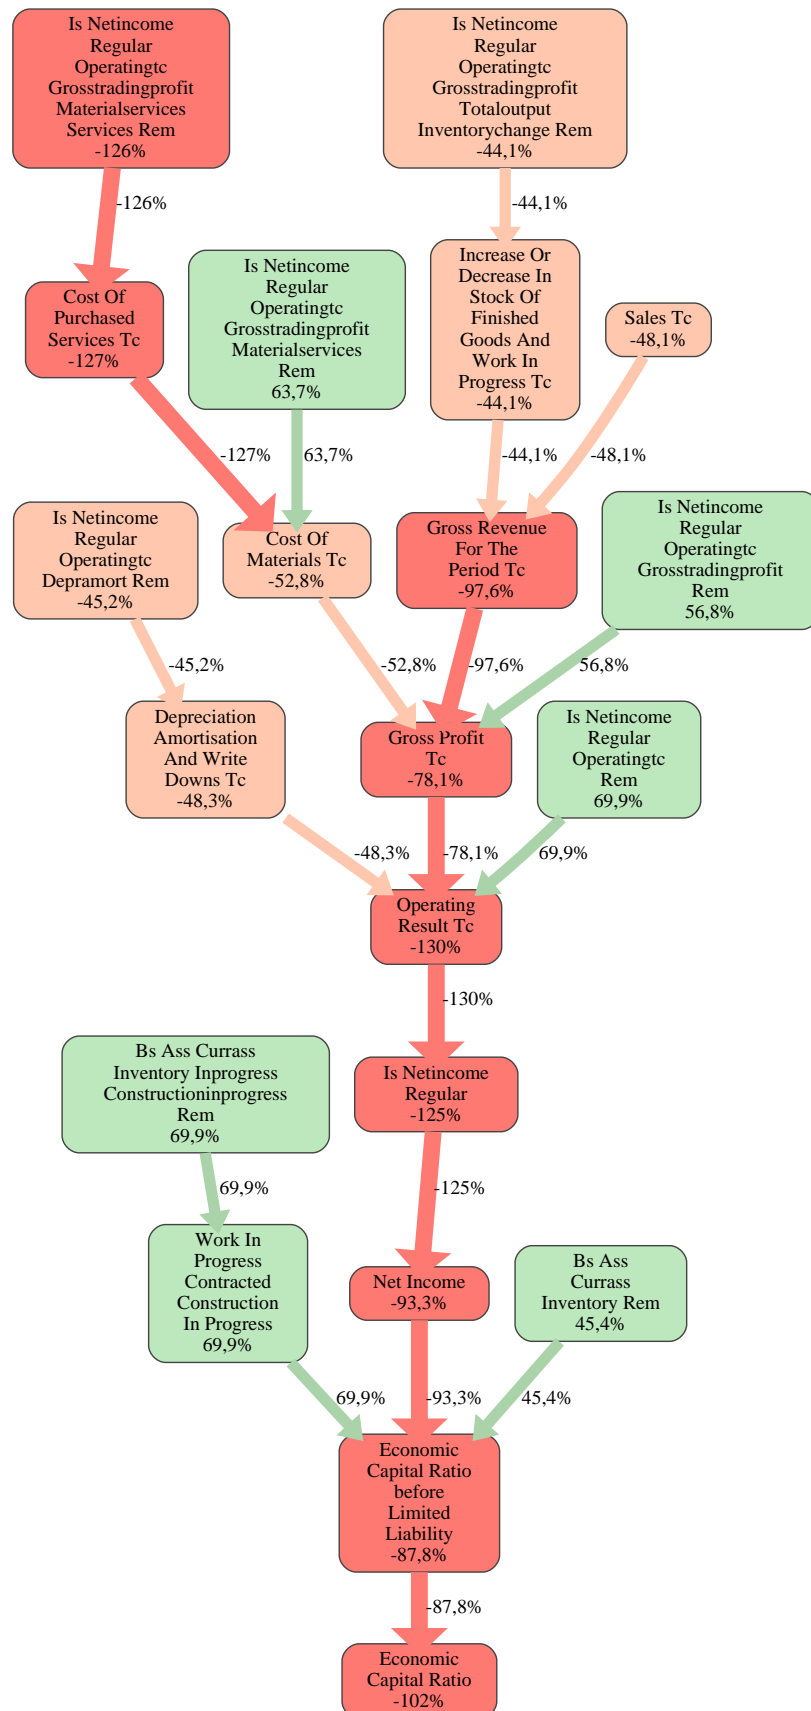 Is Netincome
Regular
Operatingtc
Grosstradingprofit
Materialservices
Services Rem
-126%
Is Netincome
Regular
Operatingtc
Grosstradingprofit
Totaloutput
Inventorychange Rem
-44,1%
-126%
-44,1%
Cost Of
Purchased
Services Tc
-127%
Is Netincome
Regular
Operatingtc
Grosstradingprofit
Materialservices
Rem
63,7%
Increase Or
Decrease In
Stock Of
Finished
Goods And
Work In
Progress Tc
-44,1%
Sales Tc
-48,1%
-127%
63,7%
-44,1%
-48,1%
Is Netincome
Regular
Operatingtc
Depramort Rem
-45,2%
Cost Of
Materials Tc
-52,8%
Gross Revenue
For The
Period Tc
-97,6%
Is Netincome
Regular
Operatingtc
Grosstradingprofit
Rem
56,8%
-45,2%
-52,8%
-97,6%
56,8%
Depreciation
Amortisation
And Write
Downs Tc
-48,3%
Gross Profit
Tc
-78,1%
Is Netincome
Regular
Operatingtc
Rem
69,9%
-48,3%
-78,1%
69,9%
Operating
Result Tc
-130%
-130%
Bs Ass Currass
Inventory Inprogress
Constructioninprogress
Rem
69,9%
Is Netincome
Regular
-125%
69,9%
-125%
Work In
Progress
Contracted
Construction
In Progress
69,9%
Net Income
-93,3%
Bs Ass
Currass
Inventory Rem
45,4%
69,9%
-93,3%
45,4%
Economic
Capital Ratio
before
Limited
Liability
-87,8%
-87,8%
Economic
Capital Ratio
-102%